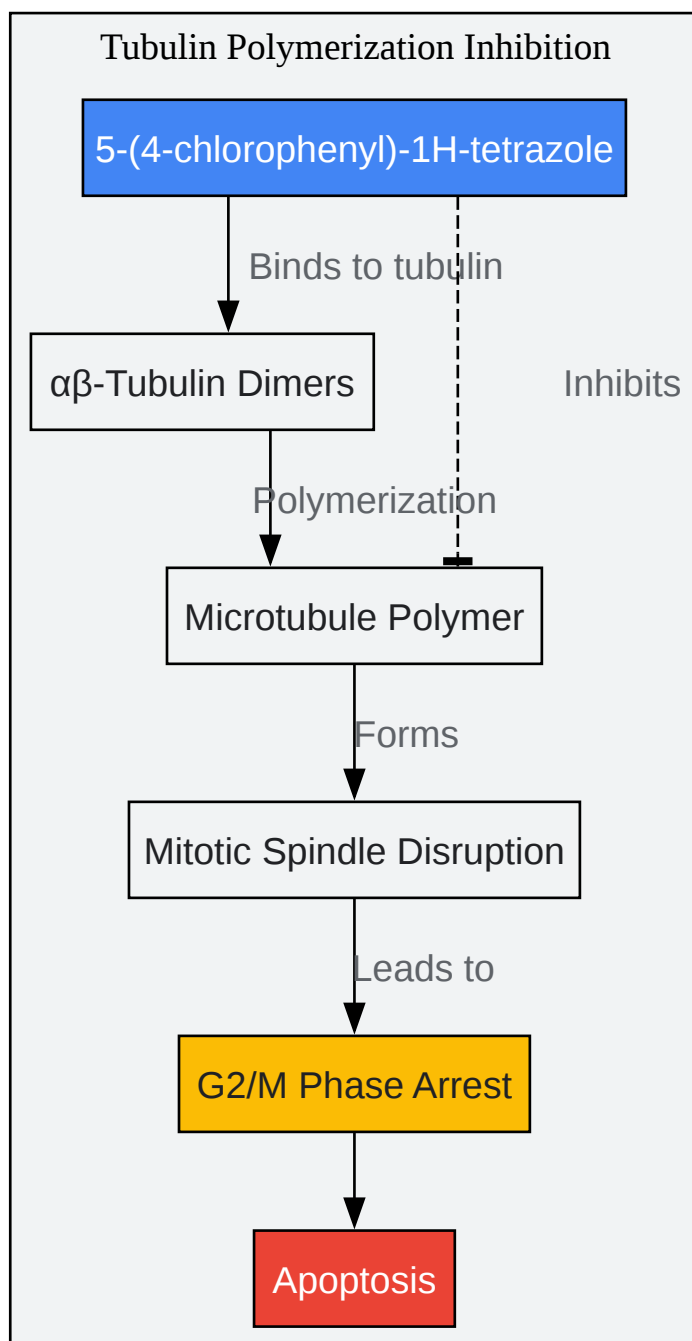 Tubulin Polymerization Inhibition
5-(4-chlorophenyl)-1H-tetrazole
Binds to tubulin
αβ-Tubulin Dimers
Inhibits
Polymerization
Microtubule Polymer
Forms
Mitotic Spindle Disruption
Leads to
G2/M Phase Arrest
Apoptosis